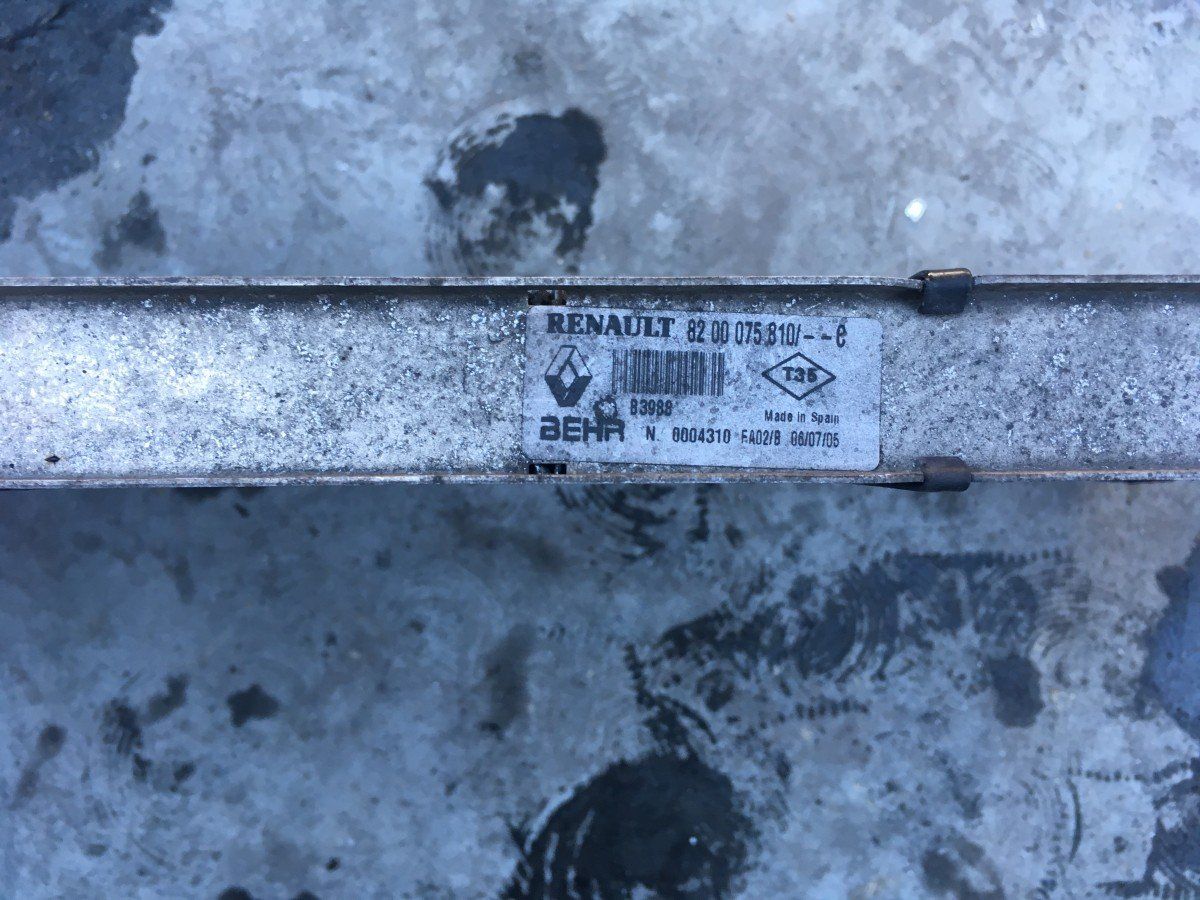 RENAULT 82 00 075 810/--e
T35
B3988
Made in Spain
BEHR N. 0004310 EA02/B 06/07/05